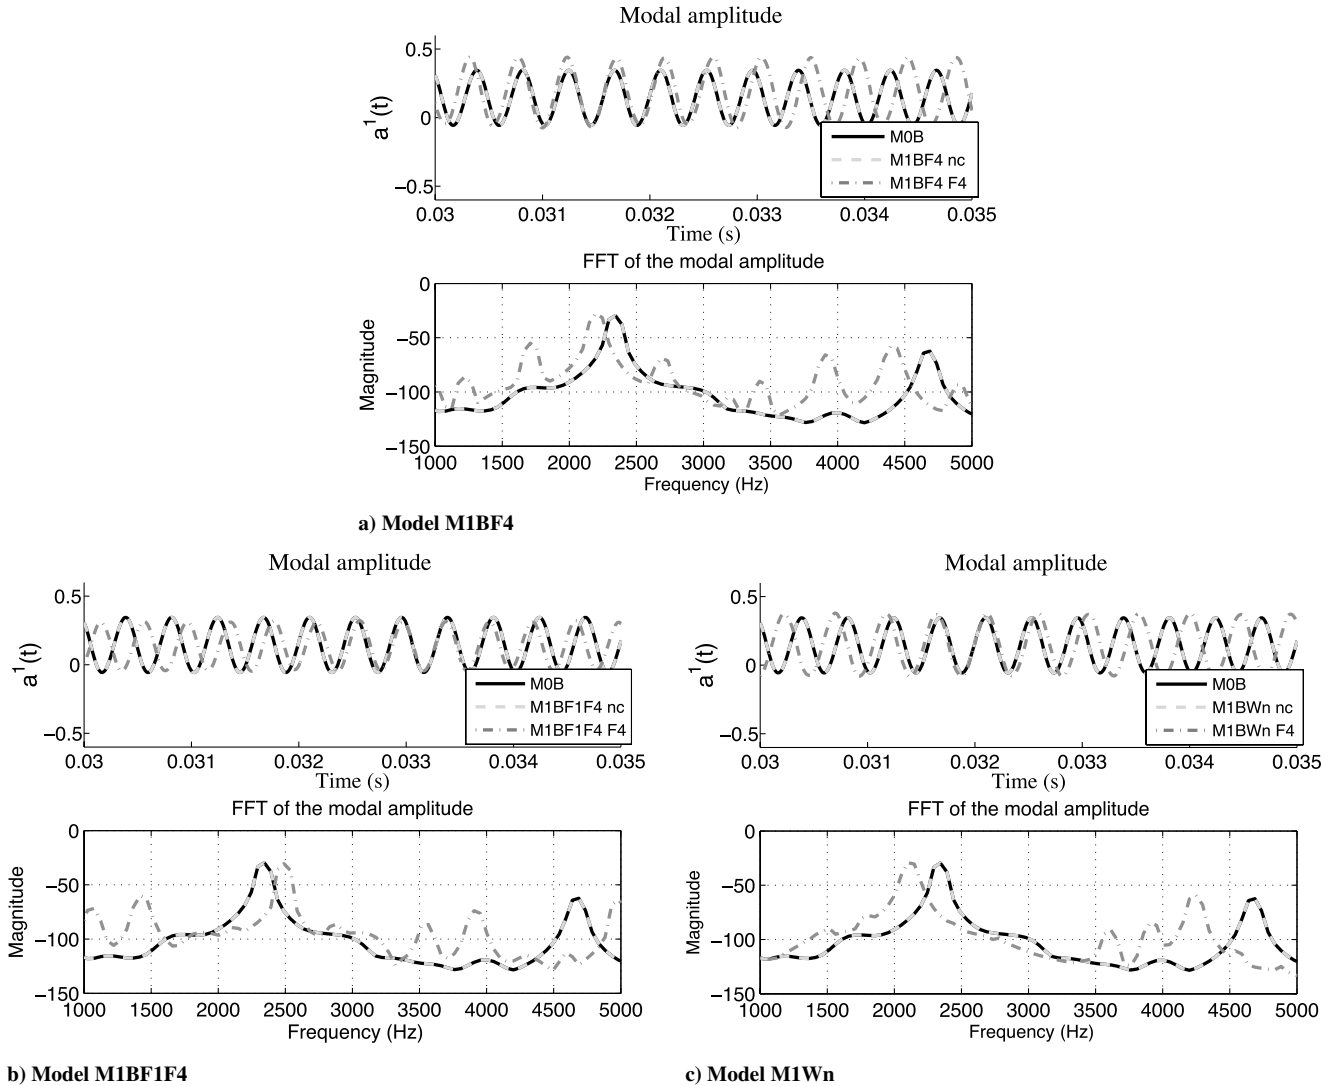 Modal amplitude
0.5
0
−0.5
a¹(t)
M0B
M1BF4 nc
M1BF4 F4
0.03 0.031 0.032 0.033 0.034 0.035
Time (s)
FFT of the modal amplitude
0
−50
−100
−150
Magnitude
1000 1500 2000 2500 3000 3500 4000 4500 5000
Frequency (Hz)
a) Model M1BF4
Modal amplitude
0.5
0
−0.5
a¹(t)
M0B
M1BF1F4 nc
M1BF1F4 F4
0.03 0.031 0.032 0.033 0.034 0.035
Time (s)
FFT of the modal amplitude
0
−50
−100
−150
Magnitude
1000 1500 2000 2500 3000 3500 4000 4500 5000
Frequency (Hz)
b) Model M1BF1F4
Modal amplitude
0.5
0
−0.5
a¹(t)
M0B
M1BWn nc
M1BWn F4
0.03 0.031 0.032 0.033 0.034 0.035
Time (s)
FFT of the modal amplitude
0
−50
−100
−150
Magnitude
1000 1500 2000 2500 3000 3500 4000 4500 5000
Frequency (Hz)
c) Model M1Wn